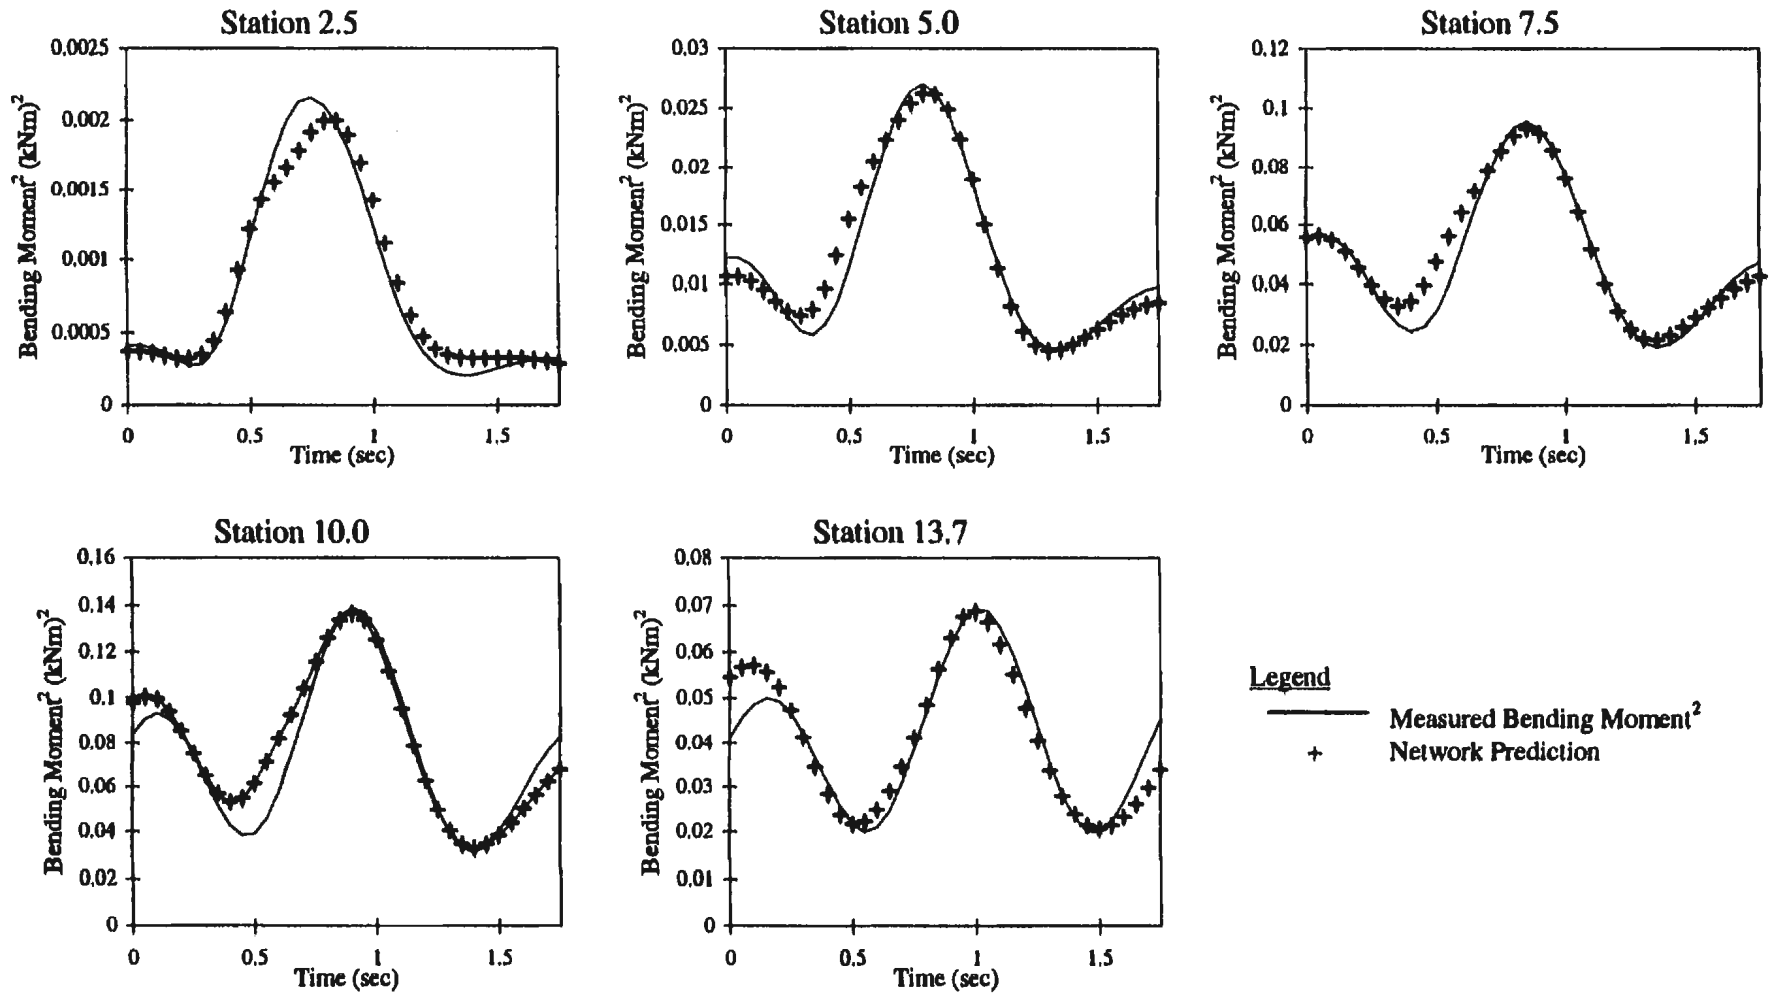 Station 2.5
Bending Moment² (kNm)²
0.0025
0.002
0.0015
0.001
0.0005
0
0 0.5 1 1.5
Time (sec)
Station 5.0
Bending Moment² (kNm)²
0.03
0.025
0.02
0.015
0.010
0.005
0
0 0.5 1 1.5
Time (sec)
Station 7.5
Bending Moment² (kNm)²
0.12
0.1
0.08
0.06
0.04
0.02
0
0 0.5 1 1.5
Time (sec)
Station 10.0
Bending Moment² (kNm)²
0.16
0.14
0.12
0.1
0.08
0.06
0.04
0.02
0
0 0.5 1 1.5
Time (sec)
Station 13.7
Bending Moment² (kNm)²
0.08
0.07
0.06
0.05
0.04
0.03
0.02
0.01
0
0 0.5 1 1.5
Time (sec)
Legend
Measured Bending Moment²
Network Prediction